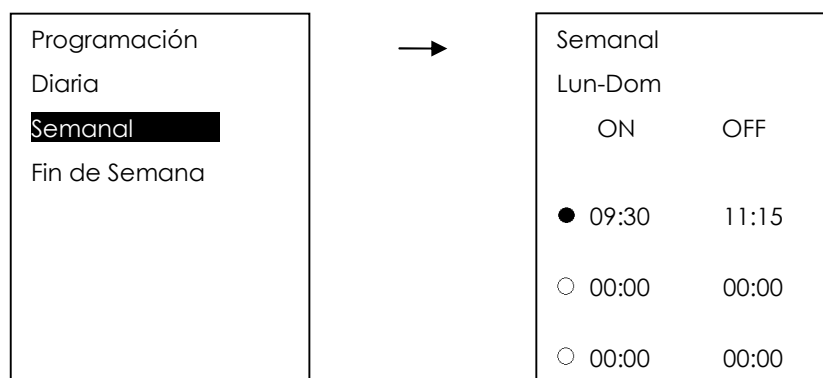 Programación
Diaria
Semanal
Fin de Semana
Semanal
Lun-Dom
ON OFF
09:30 11:15
00:00 00:00
00:00 00:00